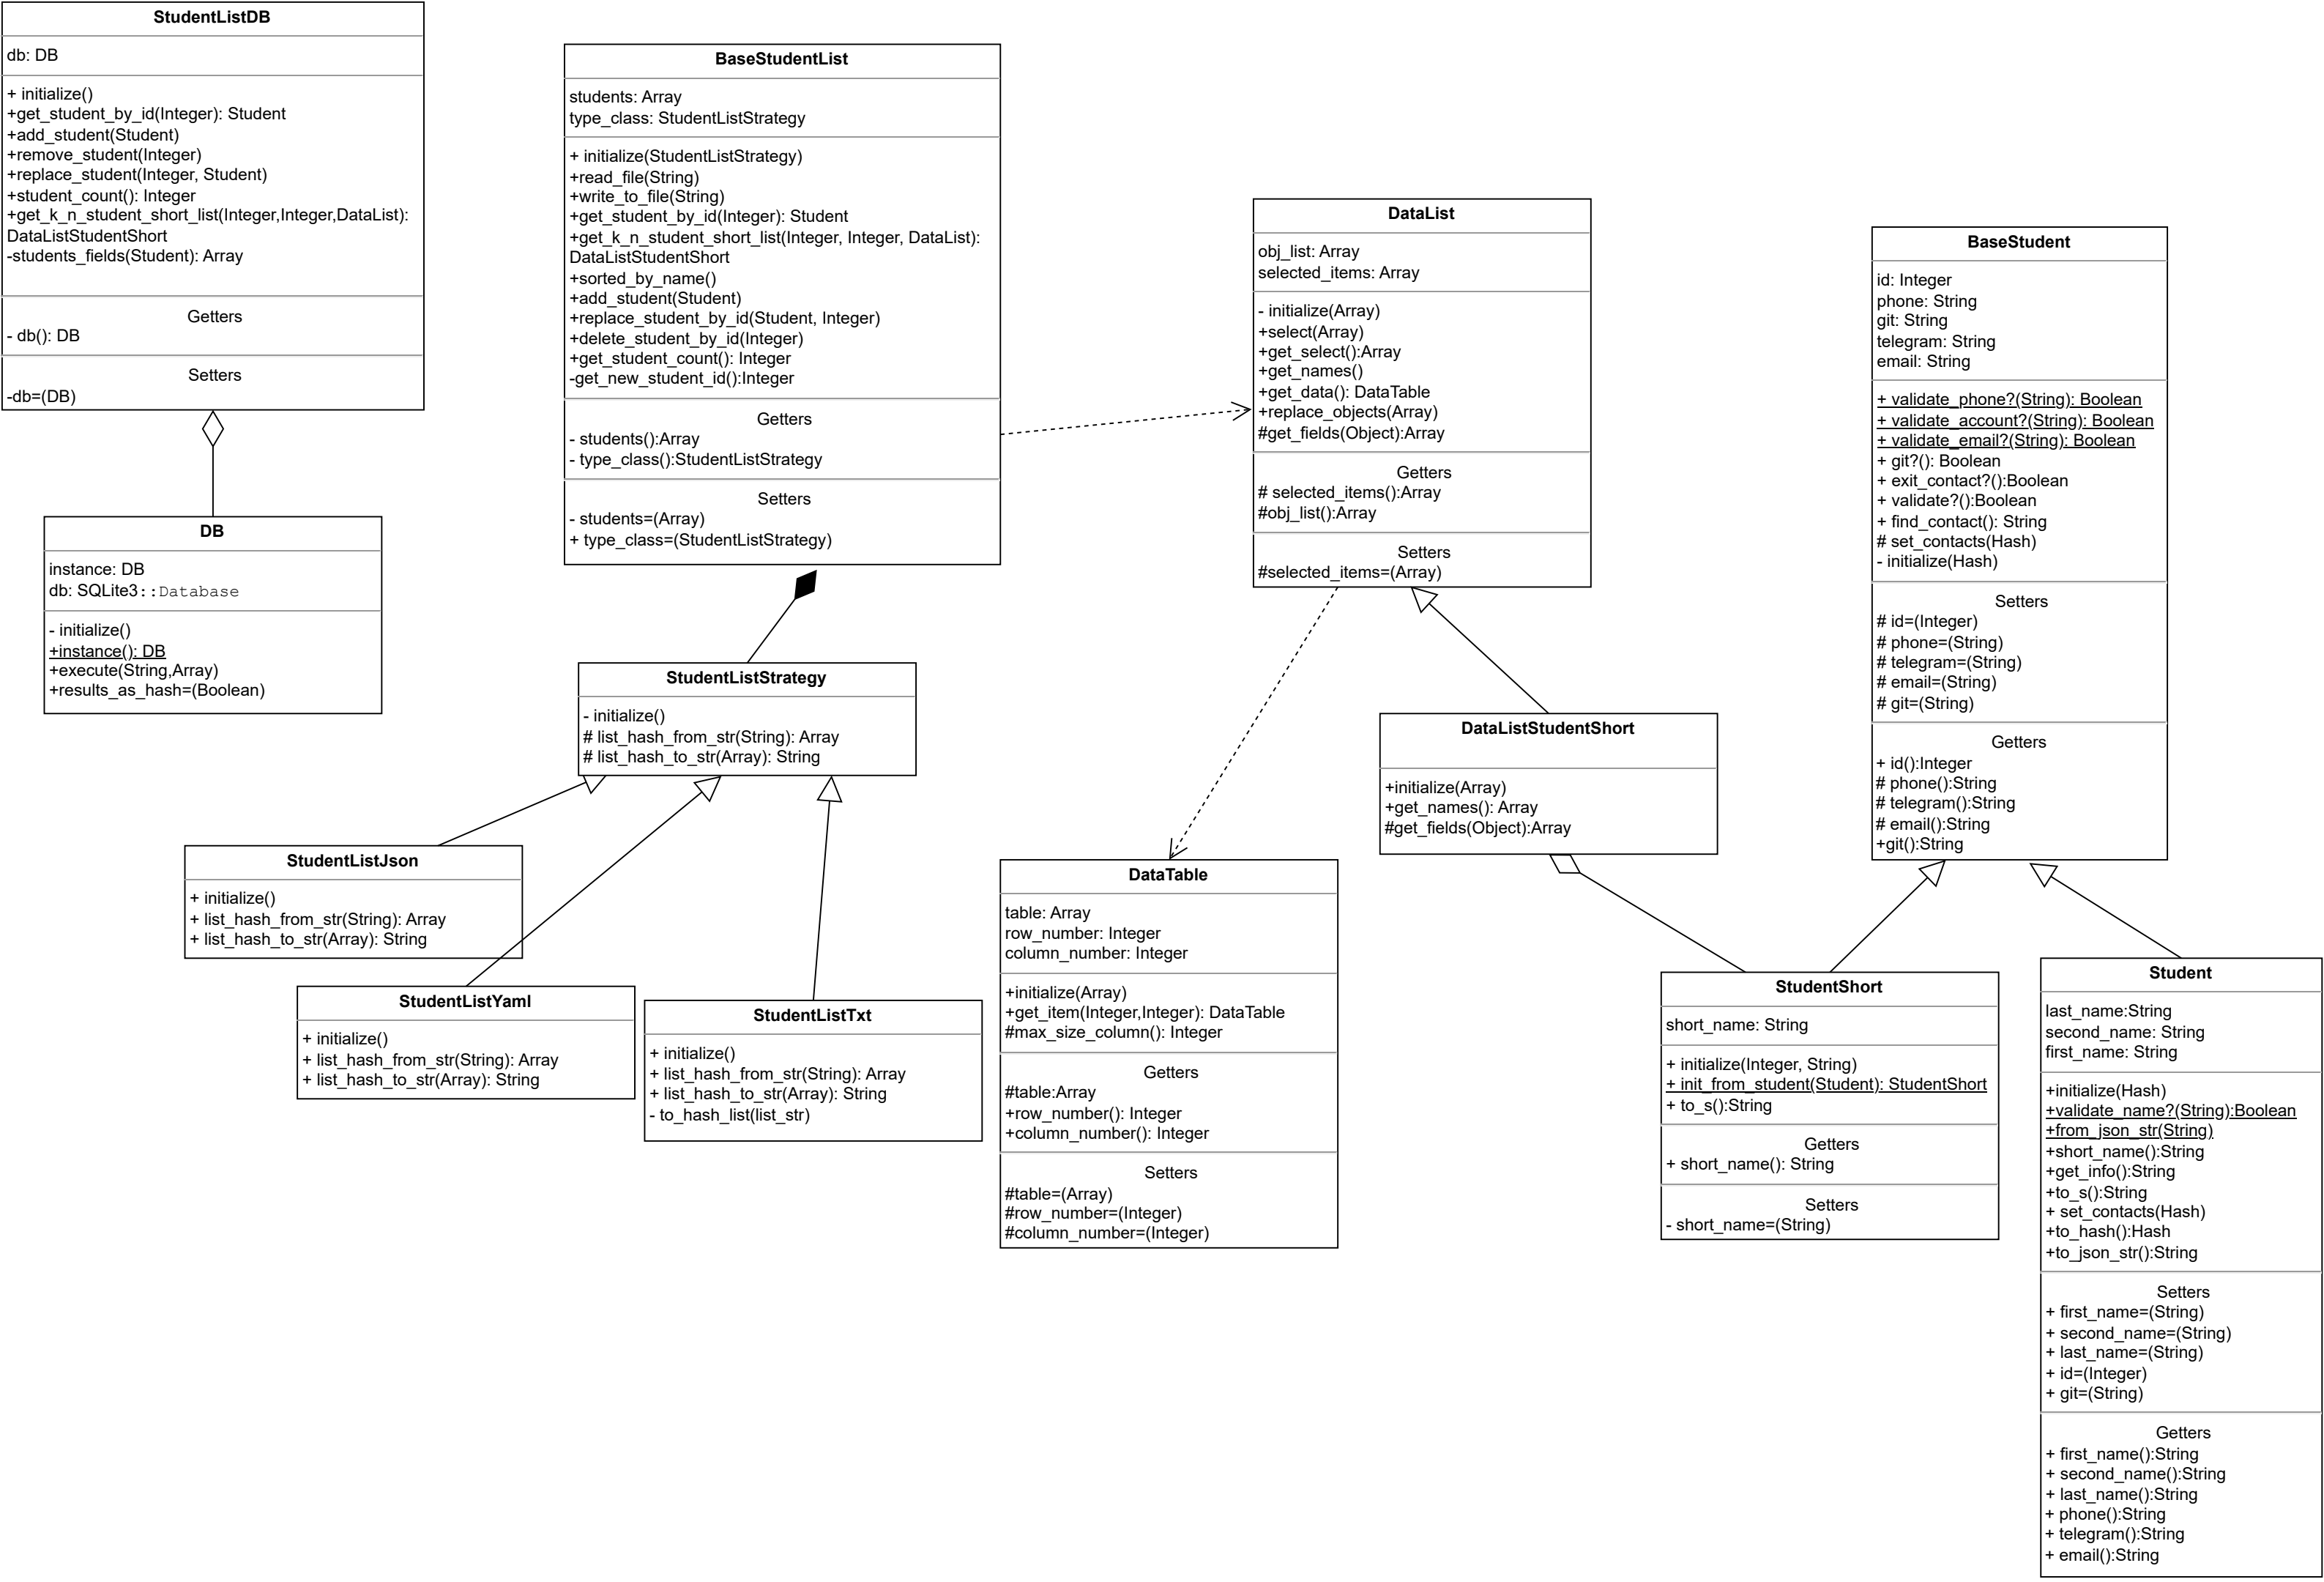 StudentListDB
db: DB
+ initialize()
+get_student_by_id(Integer): Student
+add_student(Student)
+remove_student(Integer)
+replace_student(Integer, Student)
+student_count(): Integer
+get_k_n_student_short_list(Integer,Integer,DataList):
DataListStudentShort
-students_fields(Student): Array
Getters
- db(): DB
Setters
-db=(DB)
DB
instance: DB
db: SQLite3::Database
- initialize()
+instance(): DB
+execute(String,Array)
+results_as_hash=(Boolean)
BaseStudentList
students: Array
type_class: StudentListStrategy
+ initialize(StudentListStrategy)
+read_file(String)
+write_to_file(String)
+get_student_by_id(Integer): Student
+get_k_n_student_short_list(Integer, Integer, DataList):
DataListStudentShort
+sorted_by_name()
+add_student(Student)
+replace_student_by_id(Student, Integer)
+delete_student_by_id(Integer)
+get_student_count(): Integer
-get_new_student_id():Integer
Getters
- students():Array
- type_class():StudentListStrategy
Setters
- students=(Array)
+ type_class=(StudentListStrategy)
StudentListStrategy
- initialize()
# list_hash_from_str(String): Array
# list_hash_to_str(Array): String
StudentListJson
+ initialize()
+ list_hash_from_str(String): Array
+ list_hash_to_str(Array): String
StudentListYaml
+ initialize()
+ list_hash_from_str(String): Array
+ list_hash_to_str(Array): String
StudentListTxt
+ initialize()
+ list_hash_from_str(String): Array
+ list_hash_to_str(Array): String
- to_hash_list(list_str)
DataList
obj_list: Array
selected_items: Array
- initialize(Array)
+select(Array)
+get_select():Array
+get_names()
+get_data(): DataTable
+replace_objects(Array)
#get_fields(Object):Array
Getters
# selected_items():Array
#obj_list():Array
Setters
#selected_items=(Array)
DataListStudentShort
+initialize(Array)
+get_names(): Array
#get_fields(Object):Array
DataTable
table: Array
row_number: Integer
column_number: Integer
+initialize(Array)
+get_item(Integer,Integer): DataTable
#max_size_column(): Integer
Getters
#table:Array
+row_number(): Integer
+column_number(): Integer
Setters
#table=(Array)
#row_number=(Integer)
#column_number=(Integer)
BaseStudent
id: Integer
phone: String
git: String
telegram: String
email: String
+ validate_phone?(String): Boolean
+ validate_account?(String): Boolean
+ validate_email?(String): Boolean
+ git?(): Boolean
+ exit_contact?():Boolean
+ validate?():Boolean
+ find_contact(): String
# set_contacts(Hash)
- initialize(Hash)
Setters
# id=(Integer)
# phone=(String)
# telegram=(String)
# email=(String)
# git=(String)
Getters
+ id():Integer
# phone():String
# telegram():String
# email():String
+git():String
StudentShort
short_name: String
+ initialize(Integer, String)
+ init_from_student(Student): StudentShort
+ to_s():String
Getters
+ short_name(): String
Setters
- short_name=(String)
Student
last_name:String
second_name: String
first_name: String
+initialize(Hash)
+validate_name?(String):Boolean
+from_json_str(String)
+short_name():String
+get_info():String
+to_s():String
+ set_contacts(Hash)
+to_hash():Hash
+to_json_str():String
Setters
+ first_name=(String)
+ second_name=(String)
+ last_name=(String)
+ id=(Integer)
+ git=(String)
Getters
+ first_name():String
+ second_name():String
+ last_name():String
+ phone():String
+ telegram():String
+ email():String